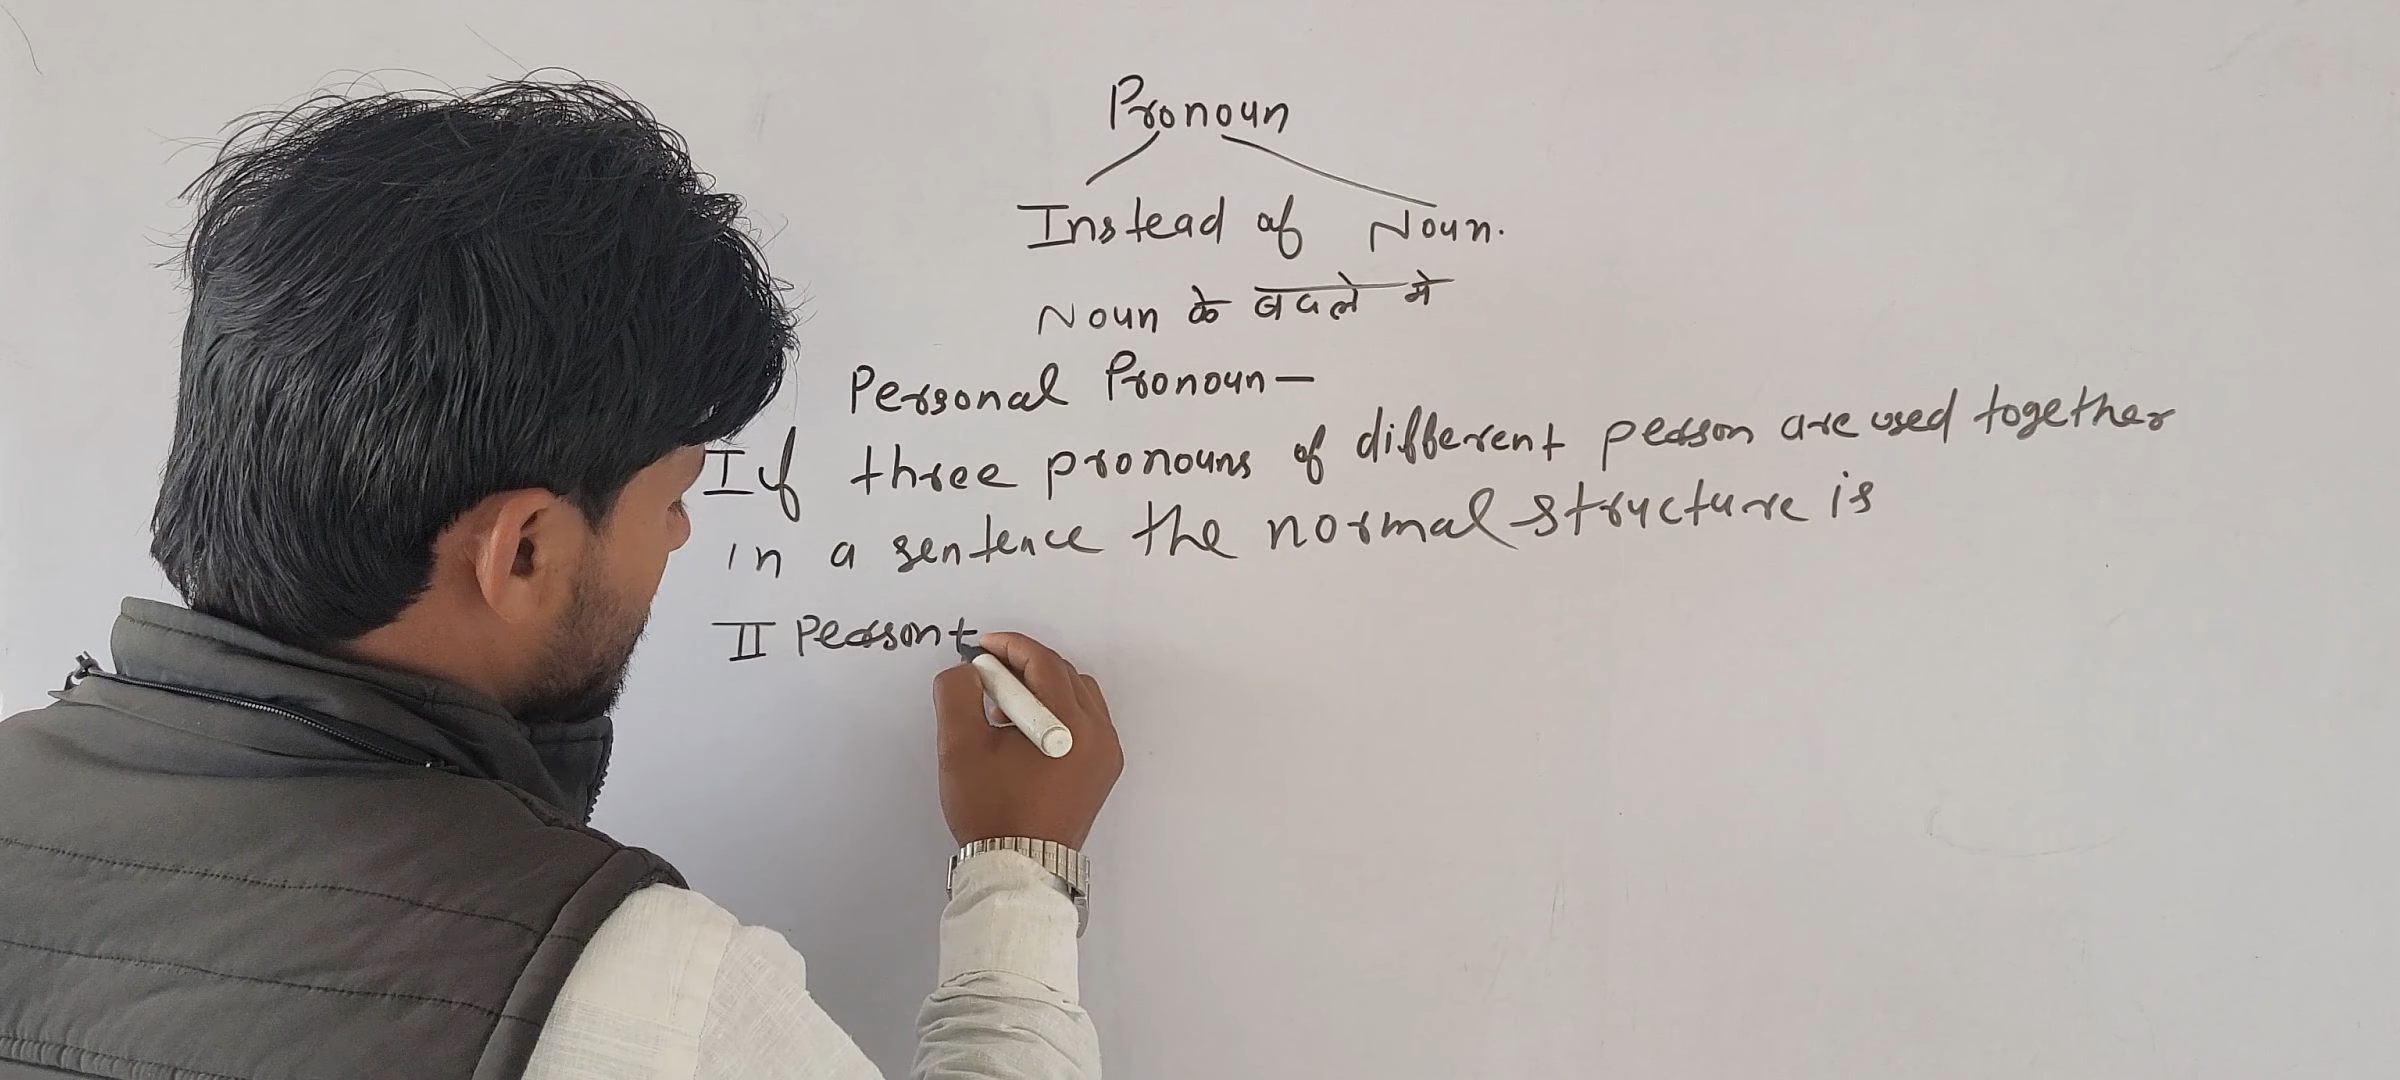 Pronoun
Instead of Noun.
Noun के बदले में
Personal Pronoun—
If three pronouns of different person are used together
in a sentence the normal structure is
II Person+